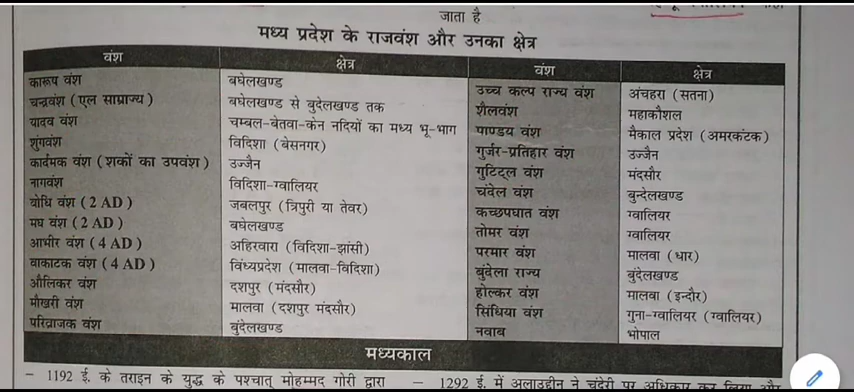 जाता है
मध्य प्रदेश के राजवंश और उनका क्षेत्र
वंश क्षेत्र वंश क्षेत्र
कारूप वंश बघेलखण्ड उच्च कल्प राज्य वंश अंचहरा (सतना)
चन्द्रवंश (एल साम्राज्य) बघेलखण्ड से बुदेलखण्ड तक शैलवंश महाकौशल
यादव वंश चम्बल-बेतवा-केन नदियों का मध्य भू-भाग पाण्डय वंश मैकाल प्रदेश (अमरकंटक)
शुंगवंश विदिशा (बेसनगर) गुर्जर-प्रतिहार वंश उज्जैन
कार्दमक वंश (शकों का उपवंश) उज्जैन गुटिट्ल वंश मंदसौर
नागवंश विदिशा-ग्वालियर चंदेल वंश बुन्देलखण्ड
बोधि वंश (2 AD) जबलपुर (त्रिपुरी या तेवर) कच्छपघात वंश ग्वालियर
मघ वंश (2 AD) बघेलखण्ड तोमर वंश ग्वालियर
आभीर वंश (4 AD) अहिरवारा (विदिशा-झांसी) परमार वंश मालवा (धार)
वाकाटक वंश (4 AD) विंध्यप्रदेश (मालवा-विदिशा) बुंदेला राज्य बुंदेलखण्ड
औलिकर वंश दशपुर (मंदसौर) होल्कर वंश मालवा (इन्दौर)
मौखरी वंश मालवा (दशपुर मंदसौर) सिंधिया वंश गुना-ग्वालियर (ग्वालियर)
परिव्राजक वंश बुंदेलखण्ड नवाब भोपाल
मध्यकाल
– 1192 ई. के तराइन के युद्ध के पश्चात् मोहम्मद गोरी द्वारा
– 1292 ई. में अलाउद्दीन ने चंदेरी पर अधिकार कर लिया और